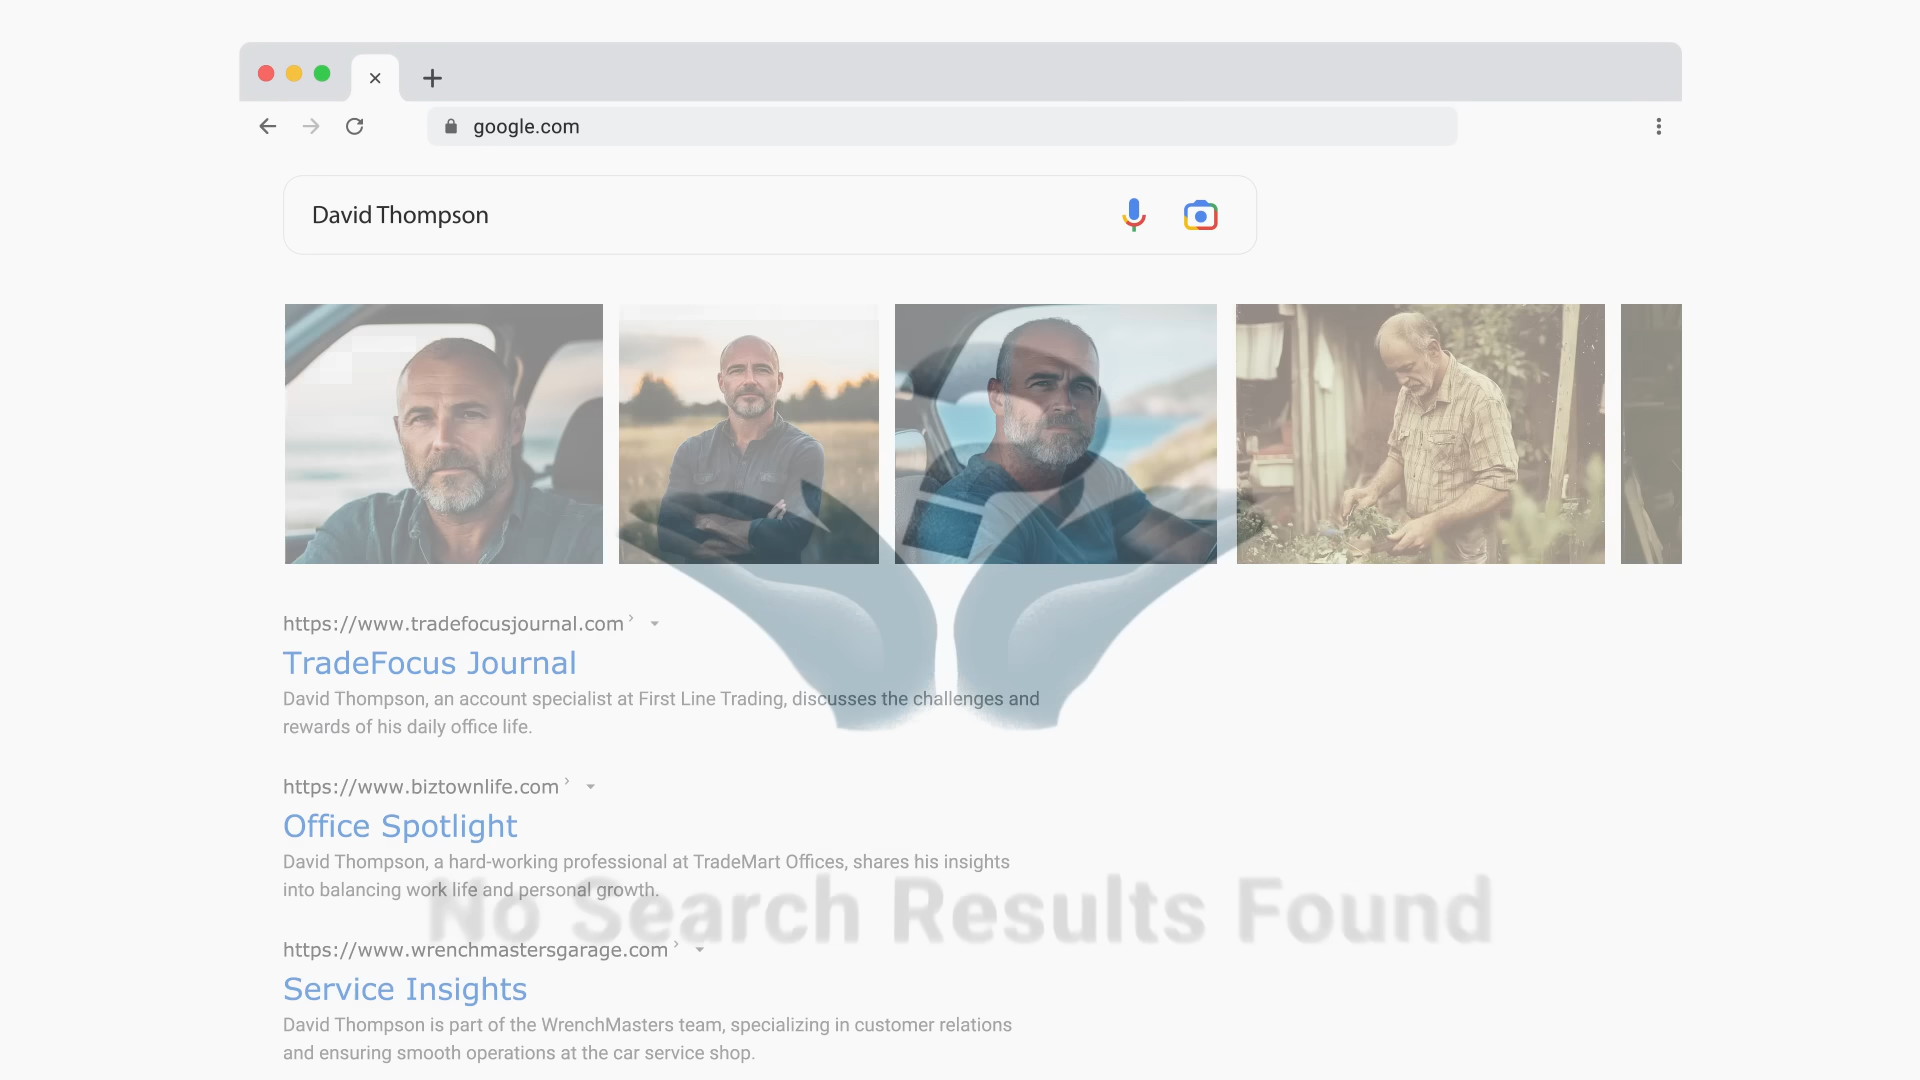 google.com
David Thompson
https://www.tradefocusjournal.com
TradeFocus Journal
David Thompson, an account specialist at First Line Trading, discusses the challenges and
rewards of his daily office life.
https://www.biztownlife.com
Office Spotlight
David Thompson, a hard-working professional at TradeMart Offices, shares his insights
into balancing work life and personal growth.
No Search Results Found
https://www.wrenchmastersgarage.com
Service Insights
David Thompson is part of the WrenchMasters team, specializing in customer relations
and ensuring smooth operations at the car service shop.